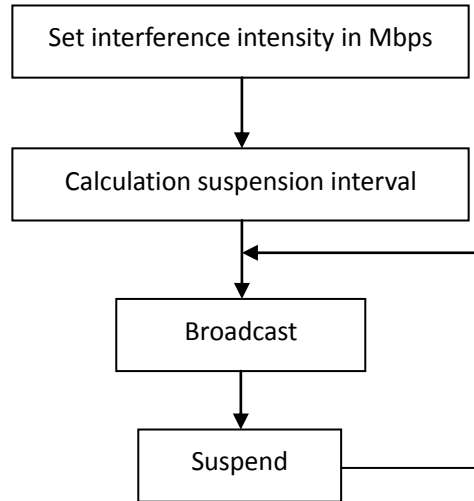 Set interference intensity in Mbps
Calculation suspension interval
Broadcast
Suspend